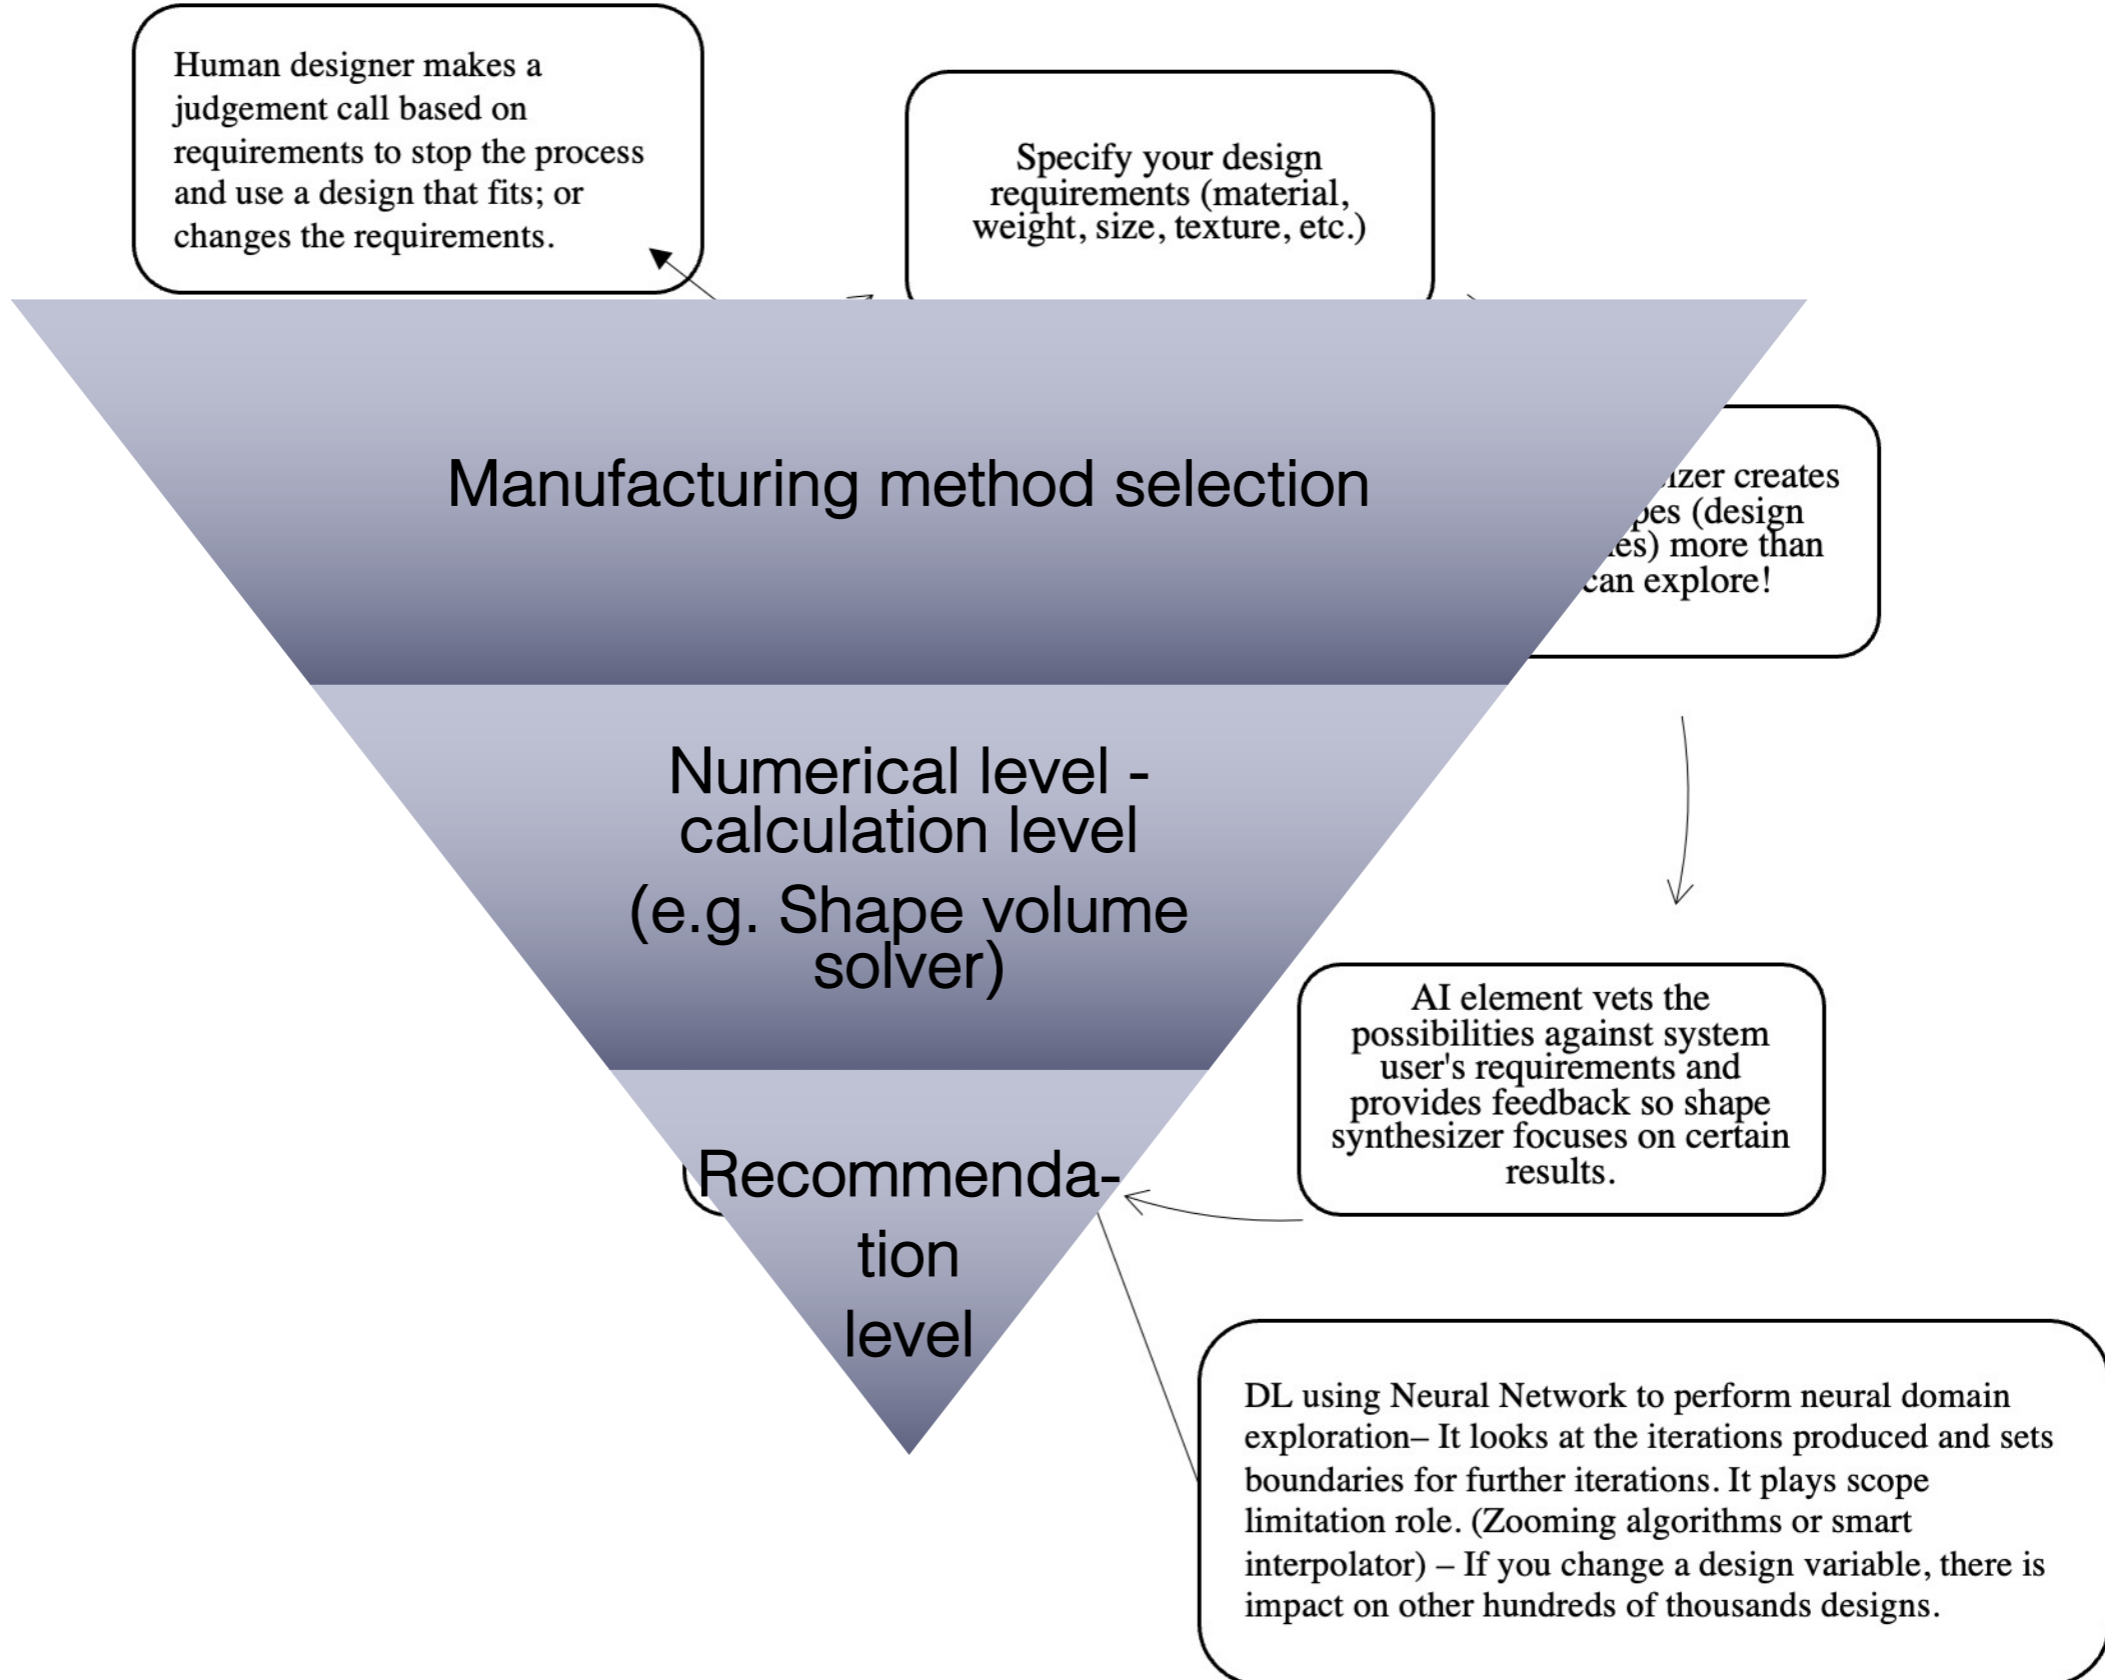 Human designer makes a
judgement call based on
requirements to stop the process
and use a design that fits; or
changes the requirements.
Specify your design
requirements (material,
weight, size, texture, etc.)
Manufacturing method selection
creates
(design
more than
can explore!
Numerical level -
calculation level
(e.g. Shape volume
solver)
AI element vets the
possibilities against system
user's requirements and
provides feedback so shape
synthesizer focuses on certain
results.
Recommenda-
tion
level
DL using Neural Network to perform neural domain
exploration– It looks at the iterations produced and sets
boundaries for further iterations. It plays scope
limitation role. (Zooming algorithms or smart
interpolator) – If you change a design variable, there is
impact on other hundreds of thousands designs.